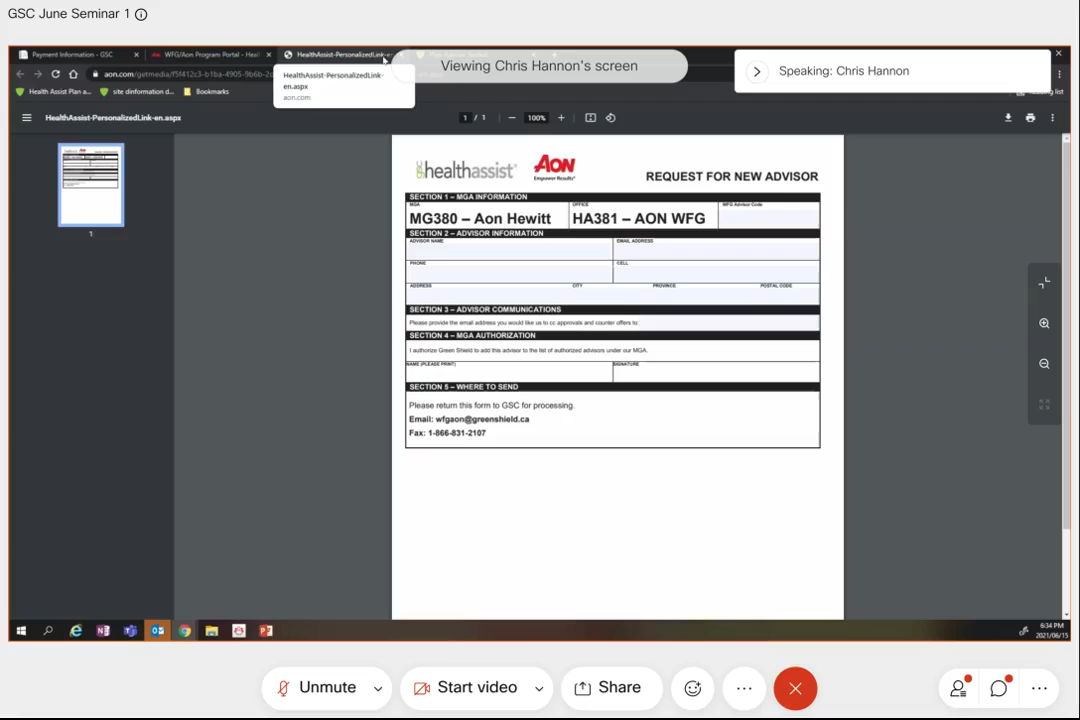 GSC June Seminar 1
Payment Information - GSC
WFG/Aon Program Portal - Heal
HealthAssist-PersonalizedLink-e
Viewing Chris Hannon's screen
Speaking: Chris Hannon
HealthAssist-PersonalizedLink-
en.aspx
aon.com
Health Assist Plan a...
site dinformation d...
Bookmarks
HealthAssist-PersonalizedLink-en.aspx
1 / 1
100%
1
GSC healthassist
AON
Empower Results®
REQUEST FOR NEW ADVISOR
SECTION 1 – MGA INFORMATION
MGA
OFFICE
WFG Advisor Code
MG380 – Aon Hewitt
HA381 – AON WFG
SECTION 2 – ADVISOR INFORMATION
ADVISOR NAME
EMAIL ADDRESS
PHONE
CELL
ADDRESS
CITY
PROVINCE
POSTAL CODE
SECTION 3 – ADVISOR COMMUNICATIONS
Please provide the email address you would like us to cc approvals and counter offers to:
SECTION 4 – MGA AUTHORIZATION
I authorize Green Shield to add this advisor to the list of authorized advisors under our MGA.
NAME (PLEASE PRINT)
SIGNATURE
SECTION 5 – WHERE TO SEND
Please return this form to GSC for processing.
Email: wfgaon@greenshield.ca
Fax: 1-866-831-2107
6:34 PM
2021/06/15
Unmute
Start video
Share